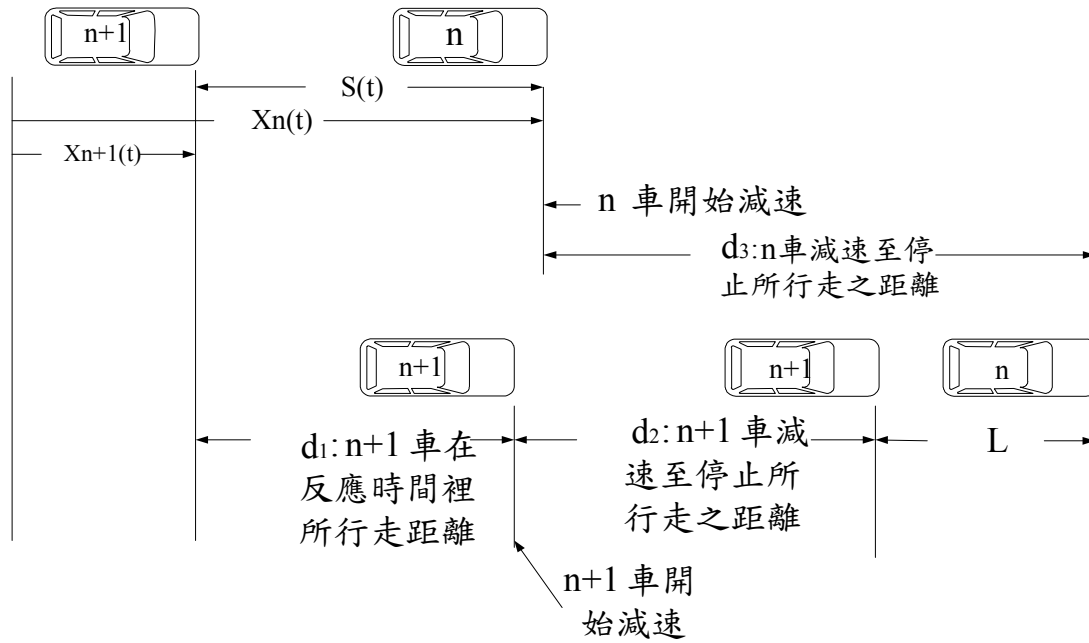 n+1
n
S(t)
Xn(t)
Xn+1(t)
n 車開始減速
d3:n車減速至停
止所行走之距離
n+1
n+1
n
d1:n+1 車在
反應時間裡
所行走距離
d2:n+1 車減
速至停止所
行走之距離
L
n+1 車開
始減速